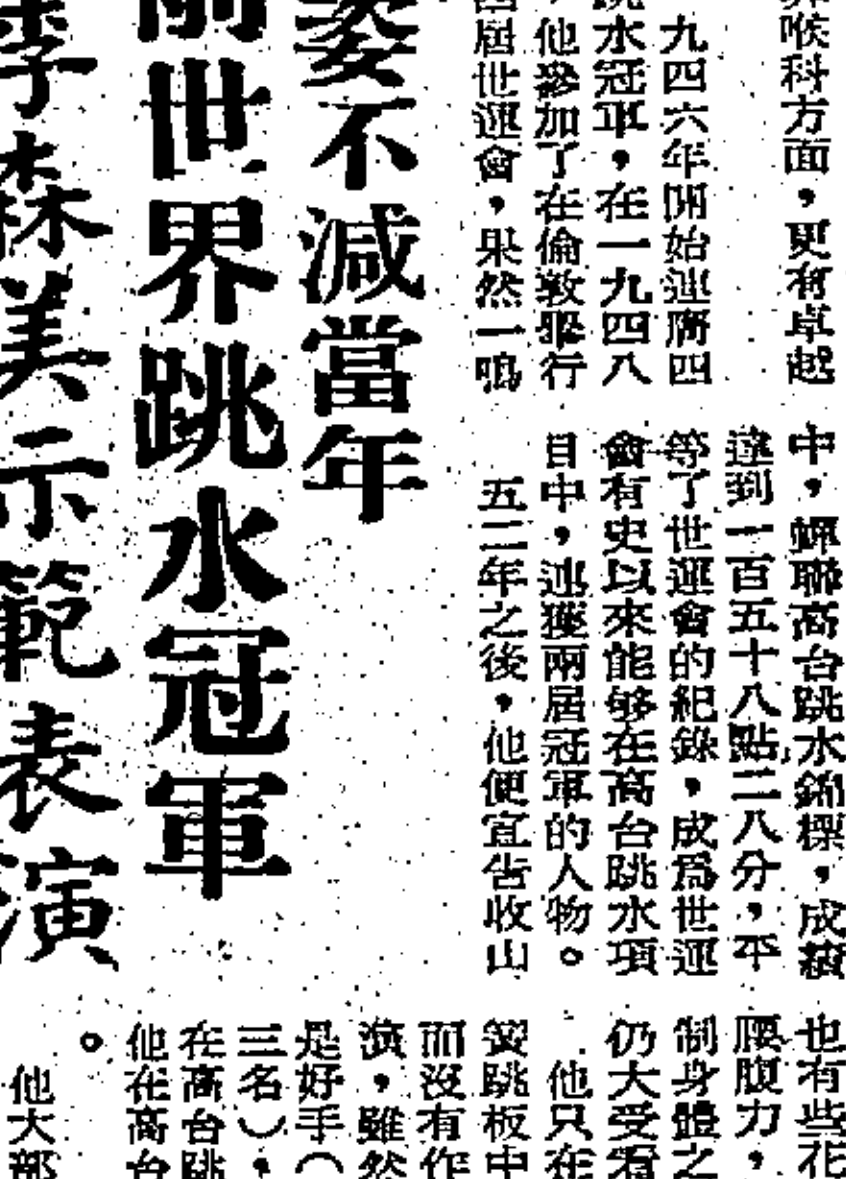 喉科方面，更有卓越
九四六年開始連膺四
跳水冠軍，在一九四八
，他參加了在倫敦舉行
四屆世運會，果然一鳴
中，蟬聯高台跳水錦標，成績
達到一百五十八點二八分，平
等了世運會的紀錄，成爲世運
會有史以來能够在高台跳水項
目中，連獲兩屆冠軍的人物。
五二年之後，他便宣告收山
姿不減當年
前世界跳水冠軍
李森美示範表演
也有些花
腰腹力，
制身體之
仍大受看
他只在
簧跳板中
而沒有作
演，雖然
是好手（
三名），
在高台跳
他在高台
。
他大部